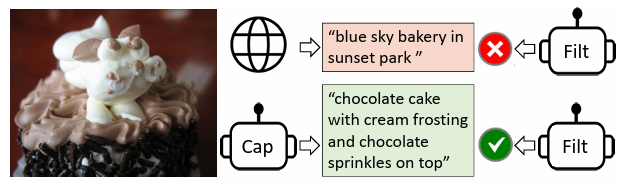 “blue sky bakery in
sunset park ”
Filt
Cap
“chocolate cake
with cream frosting
and chocolate
sprinkles on top”
Filt